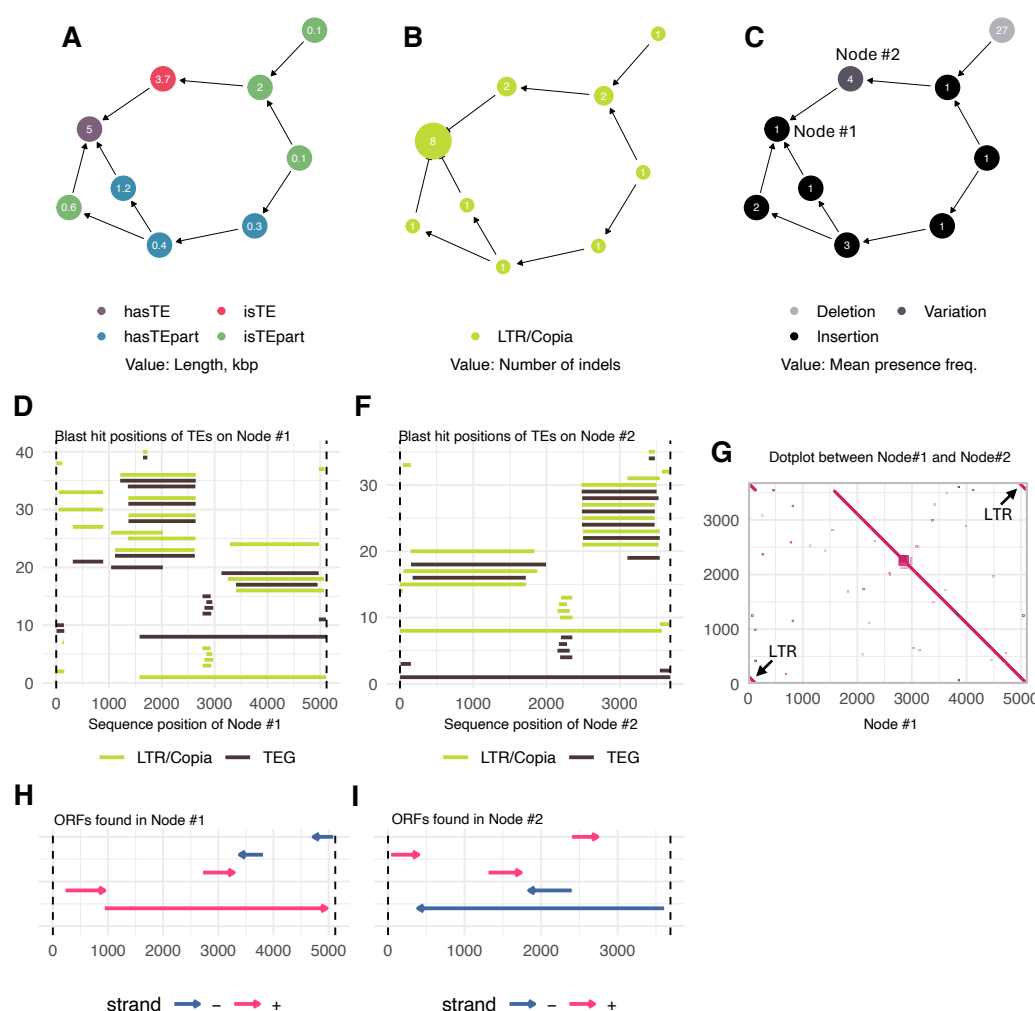 A
0.1
3.7
2
5
0.1
1.2
0.6
0.3
0.4
hasTE
isTE
hasTEpart
isTEpart
Value: Length, kbp
B
1
2
2
8
1
1
1
1
1
LTR/Copia
Value: Number of indels
C
27
Node #2
4
1
1
Node #1
1
1
2
1
3
Deletion
Variation
Insertion
Value: Mean presence freq.
D
Blast hit positions of TEs on Node #1
40
30
20
10
0
0 1000 2000 3000 4000 5000
Sequence position of Node #1
LTR/Copia TEG
F
Blast hit positions of TEs on Node #2
30
20
10
0
0 1000 2000 3000
Sequence position of Node #2
LTR/Copia TEG
G
Dotplot between Node#1 and Node#2
LTR
3000
2000
1000
LTR
0
0 1000 2000 3000 4000 5000
Node #1
H
ORFs found in Node #1
0 1000 2000 3000 4000 5000
strand - +
I
ORFs found in Node #2
0 1000 2000 3000
strand - +